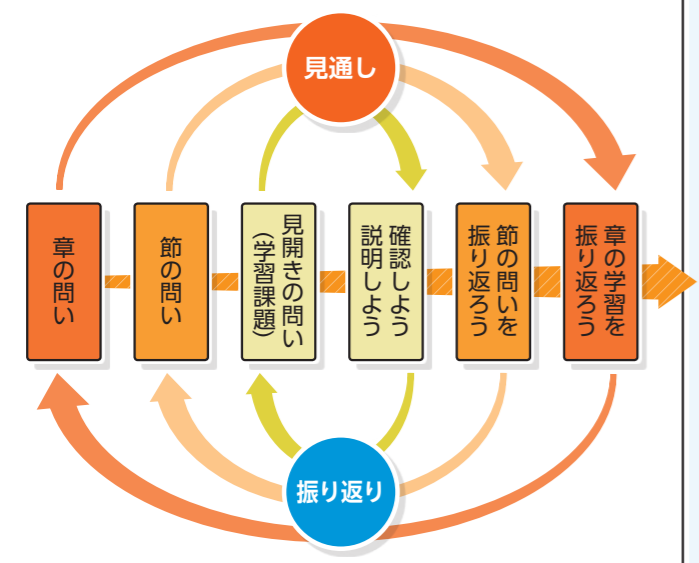 見通し
章の問い
節の問い
見開きの問い
(学習課題)
確認しよう
説明しよう
節の問いを
振り返ろう
章の学習を
振り返ろう
振り返り